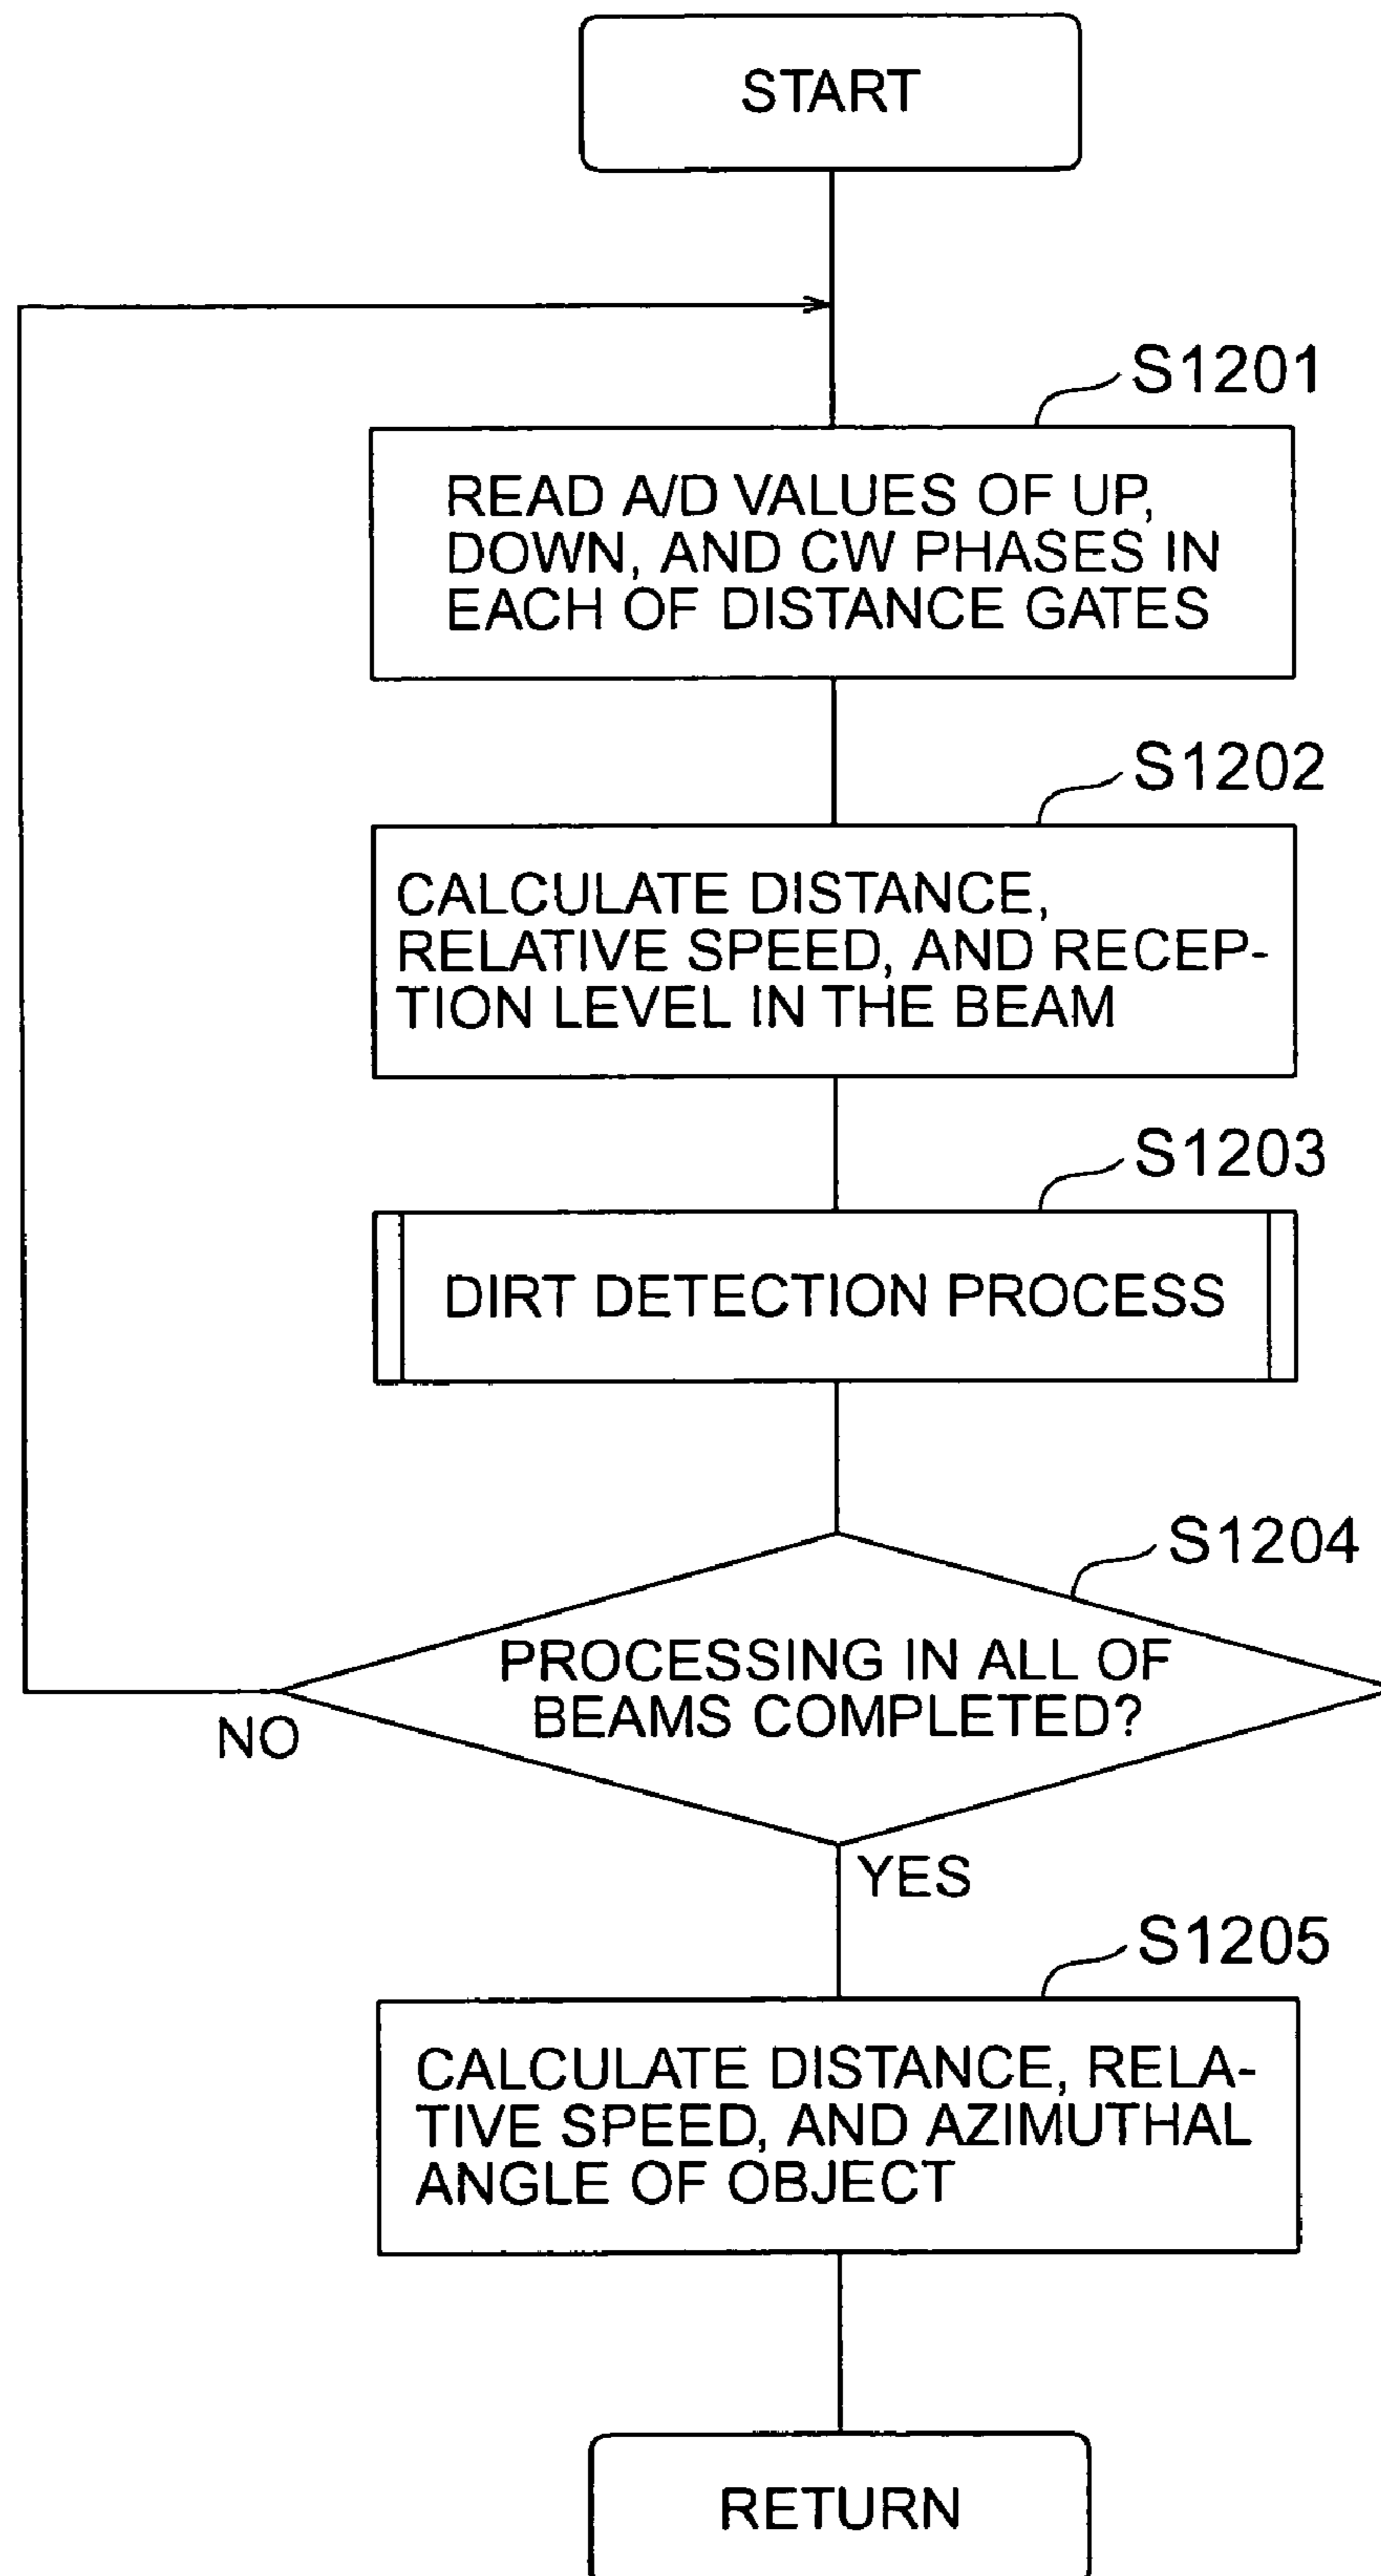 START
S1201
READ A/D VALUES OF UP,
DOWN, AND CW PHASES IN
EACH OF DISTANCE GATES
S1202
CALCULATE DISTANCE,
RELATIVE SPEED, AND RECEP-
TION LEVEL IN THE BEAM
S1203
DIRT DETECTION PROCESS
S1204
PROCESSING IN ALL OF
BEAMS COMPLETED?
NO
YES
S1205
CALCULATE DISTANCE, RELA-
TIVE SPEED, AND AZIMUTHAL
ANGLE OF OBJECT
RETURN